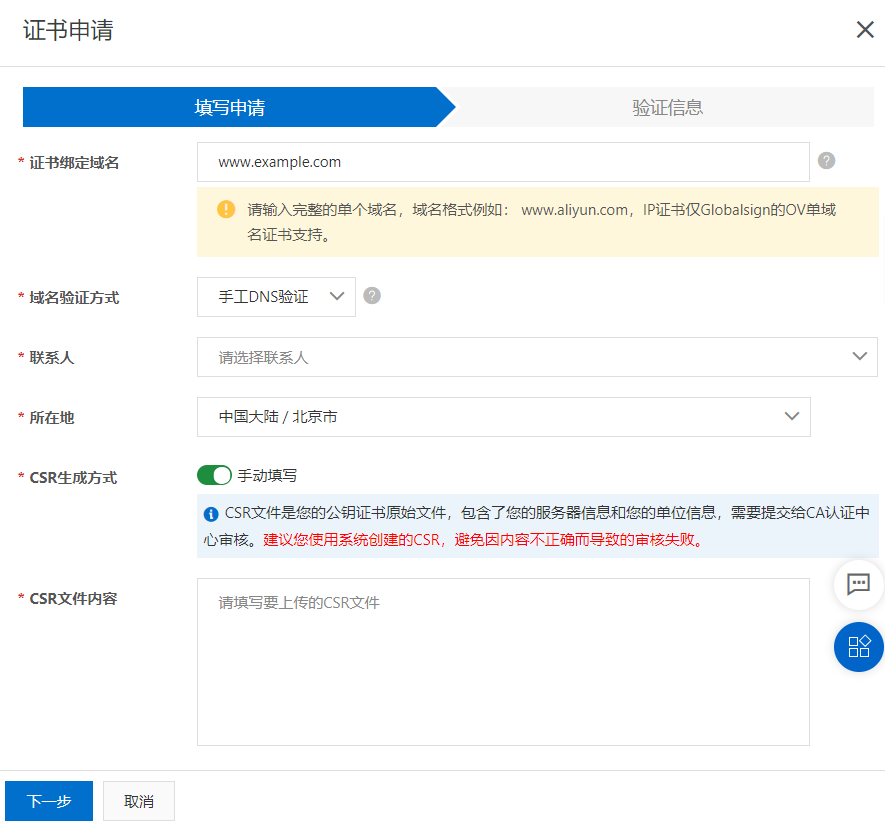 证书申请
填写申请
验证信息
* 证书绑定域名
www.example.com
?
请输入完整的单个域名，域名格式例如： www.aliyun.com，IP证书仅Globalsign的OV单域
名证书支持。
* 域名验证方式
手工DNS验证
?
* 联系人
请选择联系人
* 所在地
中国大陆 / 北京市
* CSR生成方式
手动填写
CSR文件是您的公钥证书原始文件，包含了您的服务器信息和您的单位信息，需要提交给CA认证中
心审核。建议您使用系统创建的CSR，避免因内容不正确而导致的审核失败。
* CSR文件内容
请填写要上传的CSR文件
下一步
取消